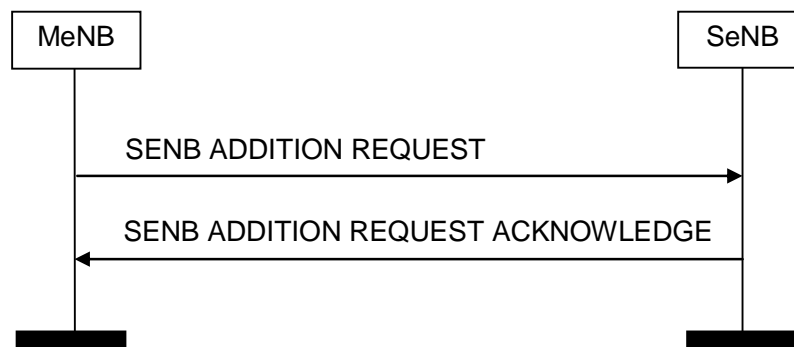 MeNB
SeNB
SENB ADDITION REQUEST
SENB ADDITION REQUEST ACKNOWLEDGE